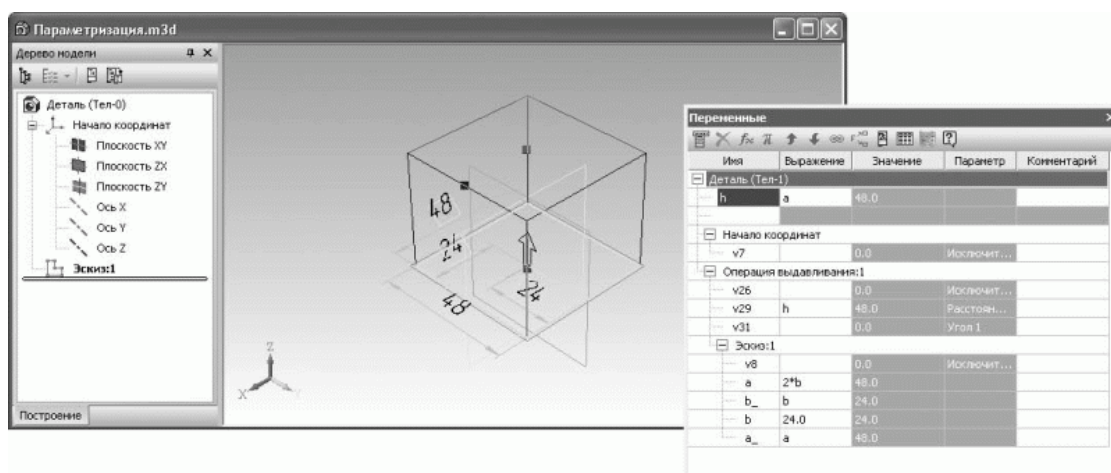 Параметризация.m3d
Дерево модели
Деталь (Тел-0)
Начало координат
Плоскость XY
Плоскость ZX
Плоскость ZY
Ось X
Ось Y
Ось Z
Эскиз:1
Построение
48
24
48
24
Z
X
Y
Переменные
Имя Выражение Значение Параметр Комментарий
Деталь (Тел-1)
h a 48.0
Начало координат
v7 0.0 Исключит...
Операция выдавливания:1
v26 0.0 Исключит...
v29 h 48.0 Расстоян...
v31 0.0 Угол 1
Эскиз:1
v8 0.0 Исключит...
a 2*b 48.0
b_ b 24.0
b 24.0 24.0
a_ a 48.0